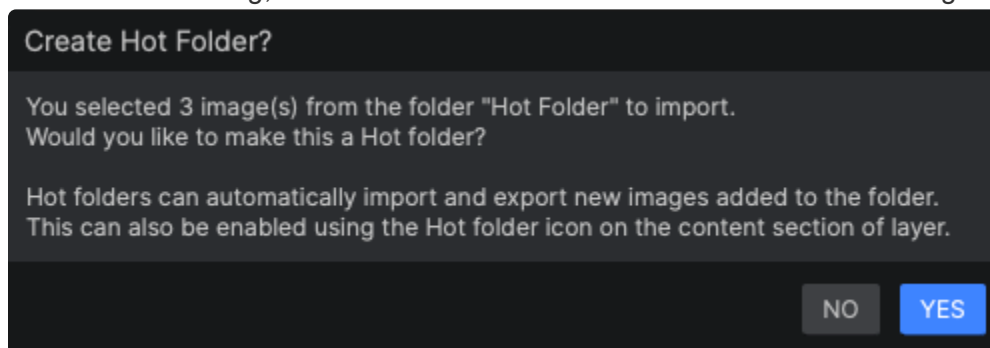 Create Hot Folder?
You selected 3 image(s) from the folder "Hot Folder" to import.
Would you like to make this a Hot folder?
Hot folders can automatically import and export new images added to the folder.
This can also be enabled using the Hot folder icon on the content section of layer.
NO YES